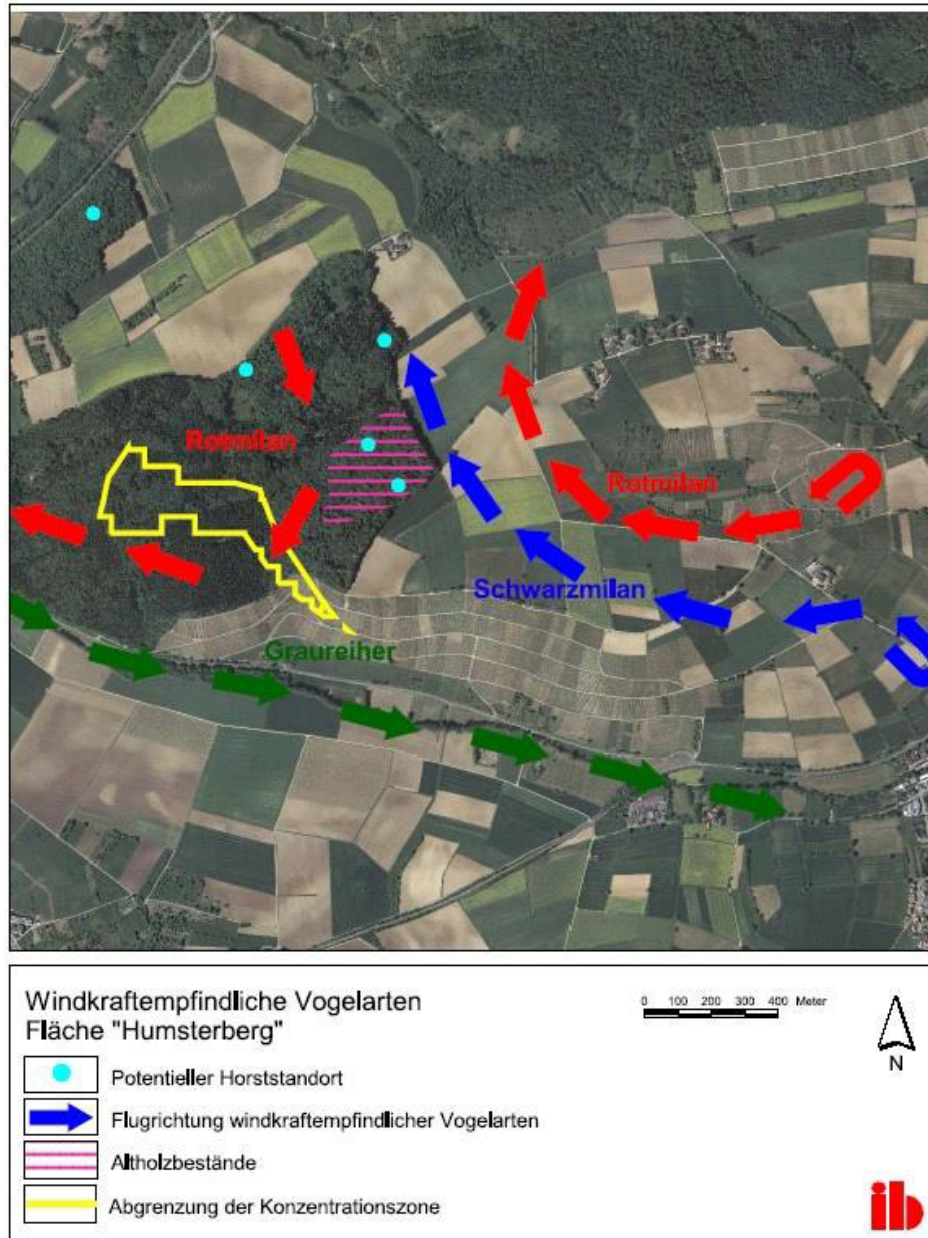 Rotmilan
Rotmilan
Schwarzmilan
Graureiher
Windkraftempfindliche Vogelarten
Fläche "Humsterberg"
0 100 200 300 400 Meter
N
Potentieller Horststandort
Flugrichtung windkraftempfindlicher Vogelarten
Altholzbestände
Abgrenzung der Konzentrationszone
ib